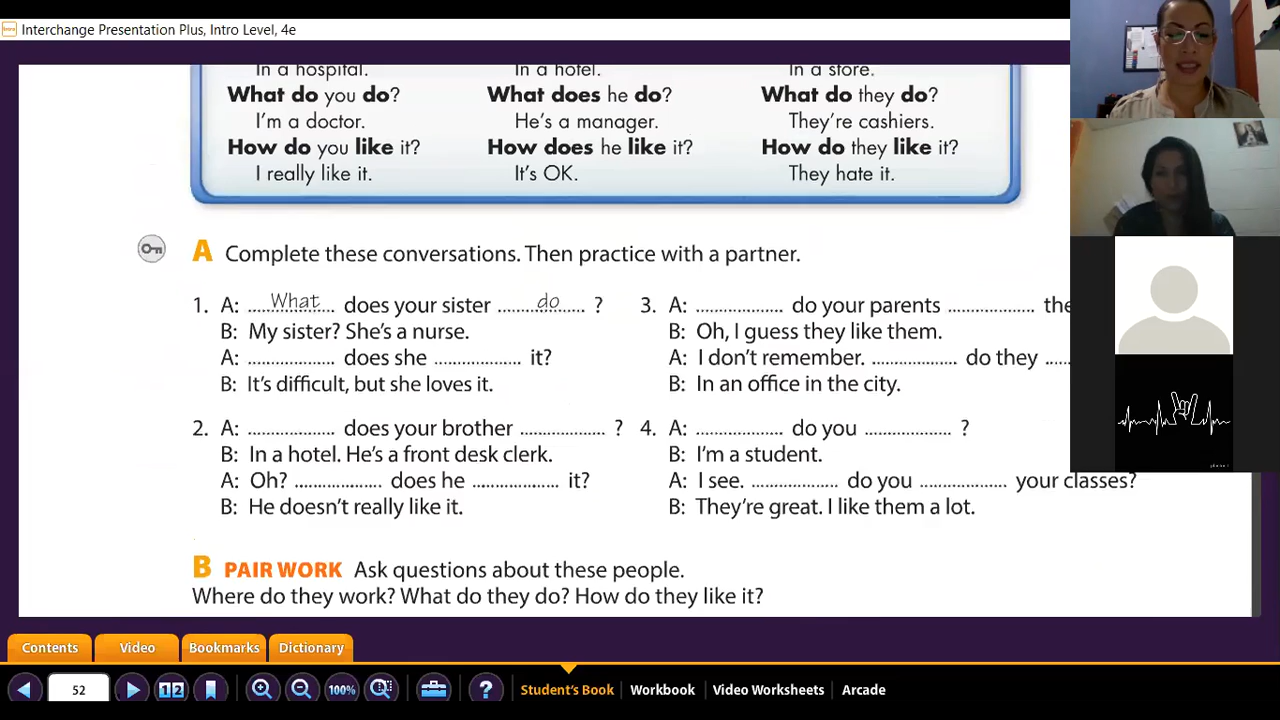 Interchange Presentation Plus, Intro Level, 4e
In a hospital. In a hotel. In a store.
What do you do? What does he do? What do they do?
I'm a doctor. He's a manager. They're cashiers.
How do you like it? How does he like it? How do they like it?
I really like it. It's OK. They hate it.
A Complete these conversations. Then practice with a partner.
1. A: What does your sister do ?
B: My sister? She's a nurse.
A: ................. does she ................. it?
B: It's difficult, but she loves it.
2. A: ................. does your brother ................. ?
B: In a hotel. He's a front desk clerk.
A: Oh? ................. does he ................. it?
B: He doesn't really like it.
3. A: ................. do your parents .................
B: Oh, I guess they like them.
A: I don't remember. ................. do they .....
B: In an office in the city.
4. A: ................. do you ................. ?
B: I'm a student.
A: I see. ................. do you ................. your classes?
B: They're great. I like them a lot.
B PAIR WORK Ask questions about these people.
Where do they work? What do they do? How do they like it?
Contents Video Bookmarks Dictionary
52 12 100% ? Student's Book Workbook Video Worksheets Arcade